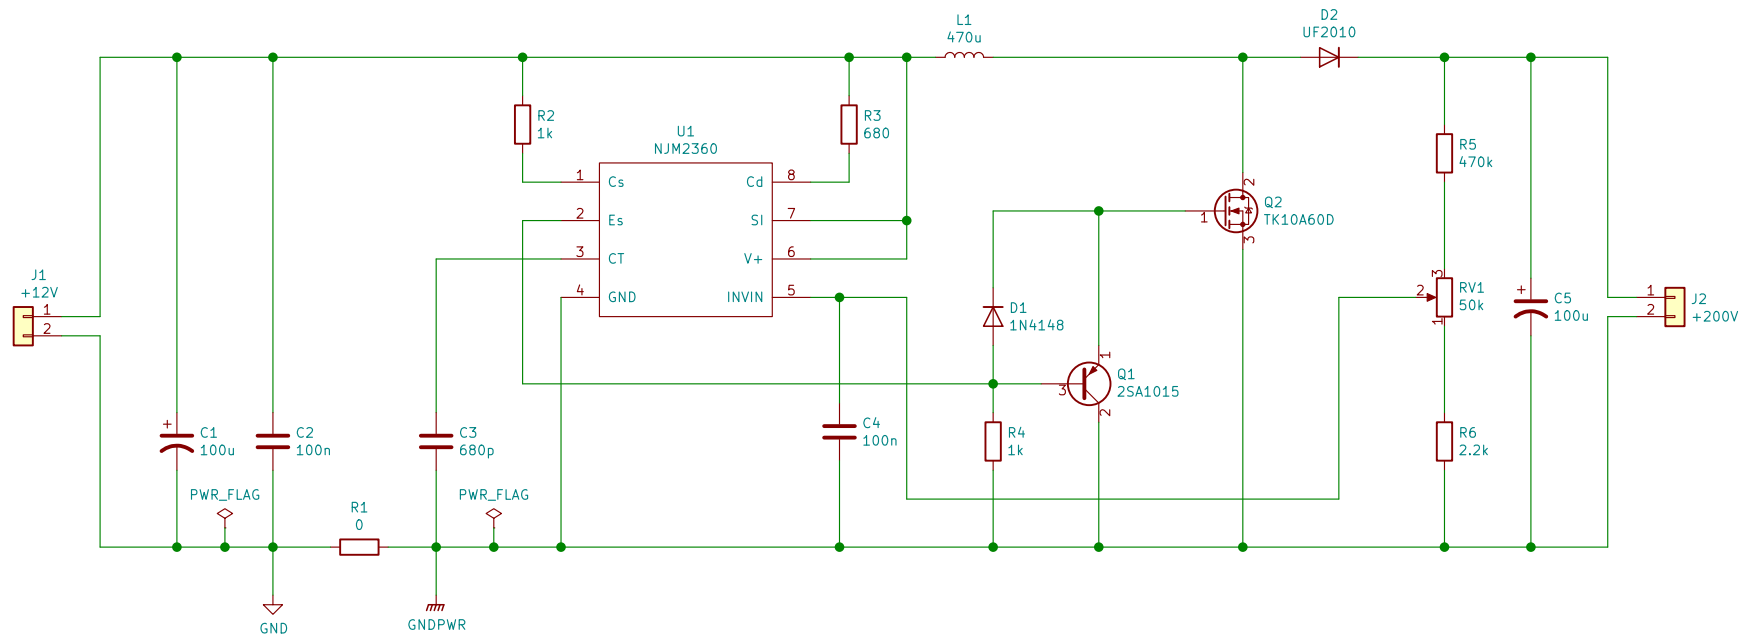 L1
470u
D2
UF2010
R2
1k
R3
680
U1
NJM2360
R5
470k
1 Cs
Cd 8
2 Es
SI 7
3 CT
V+ 6
4 GND
INVIN 5
2
Q2
TK10A60D
1
3
J1
+12V
1
2
D1
1N4148
3
2
RV1
50k
1
+
C5
100u
1
2
J2
+200V
1
Q1
2SA1015
3
2
+
C1
100u
C2
100n
C3
680p
C4
100n
R4
1k
R6
2.2k
PWR_FLAG
PWR_FLAG
R1
0
GND
GNDPWR